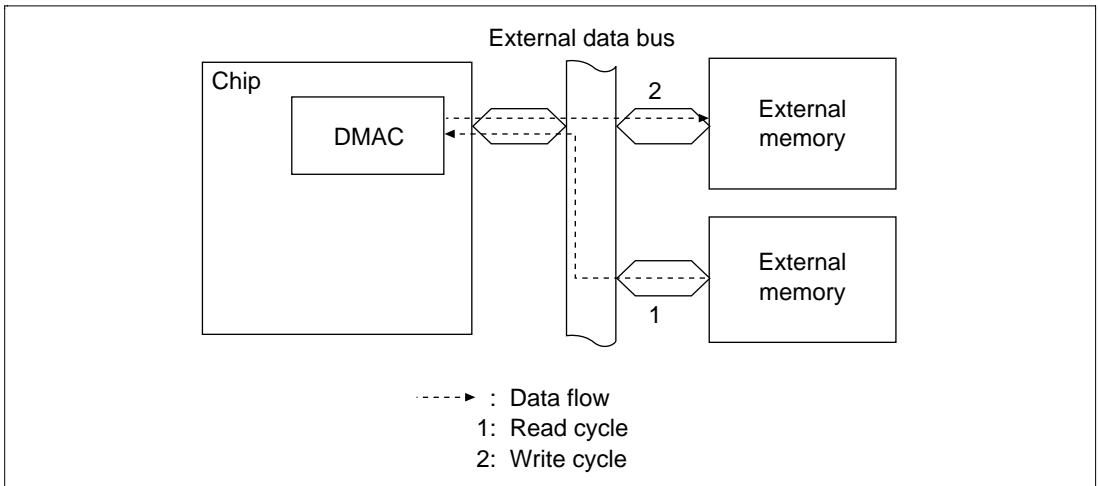 External data bus
Chip
DMAC
2
External
memory
External
memory
1
: Data flow
1: Read cycle
2: Write cycle